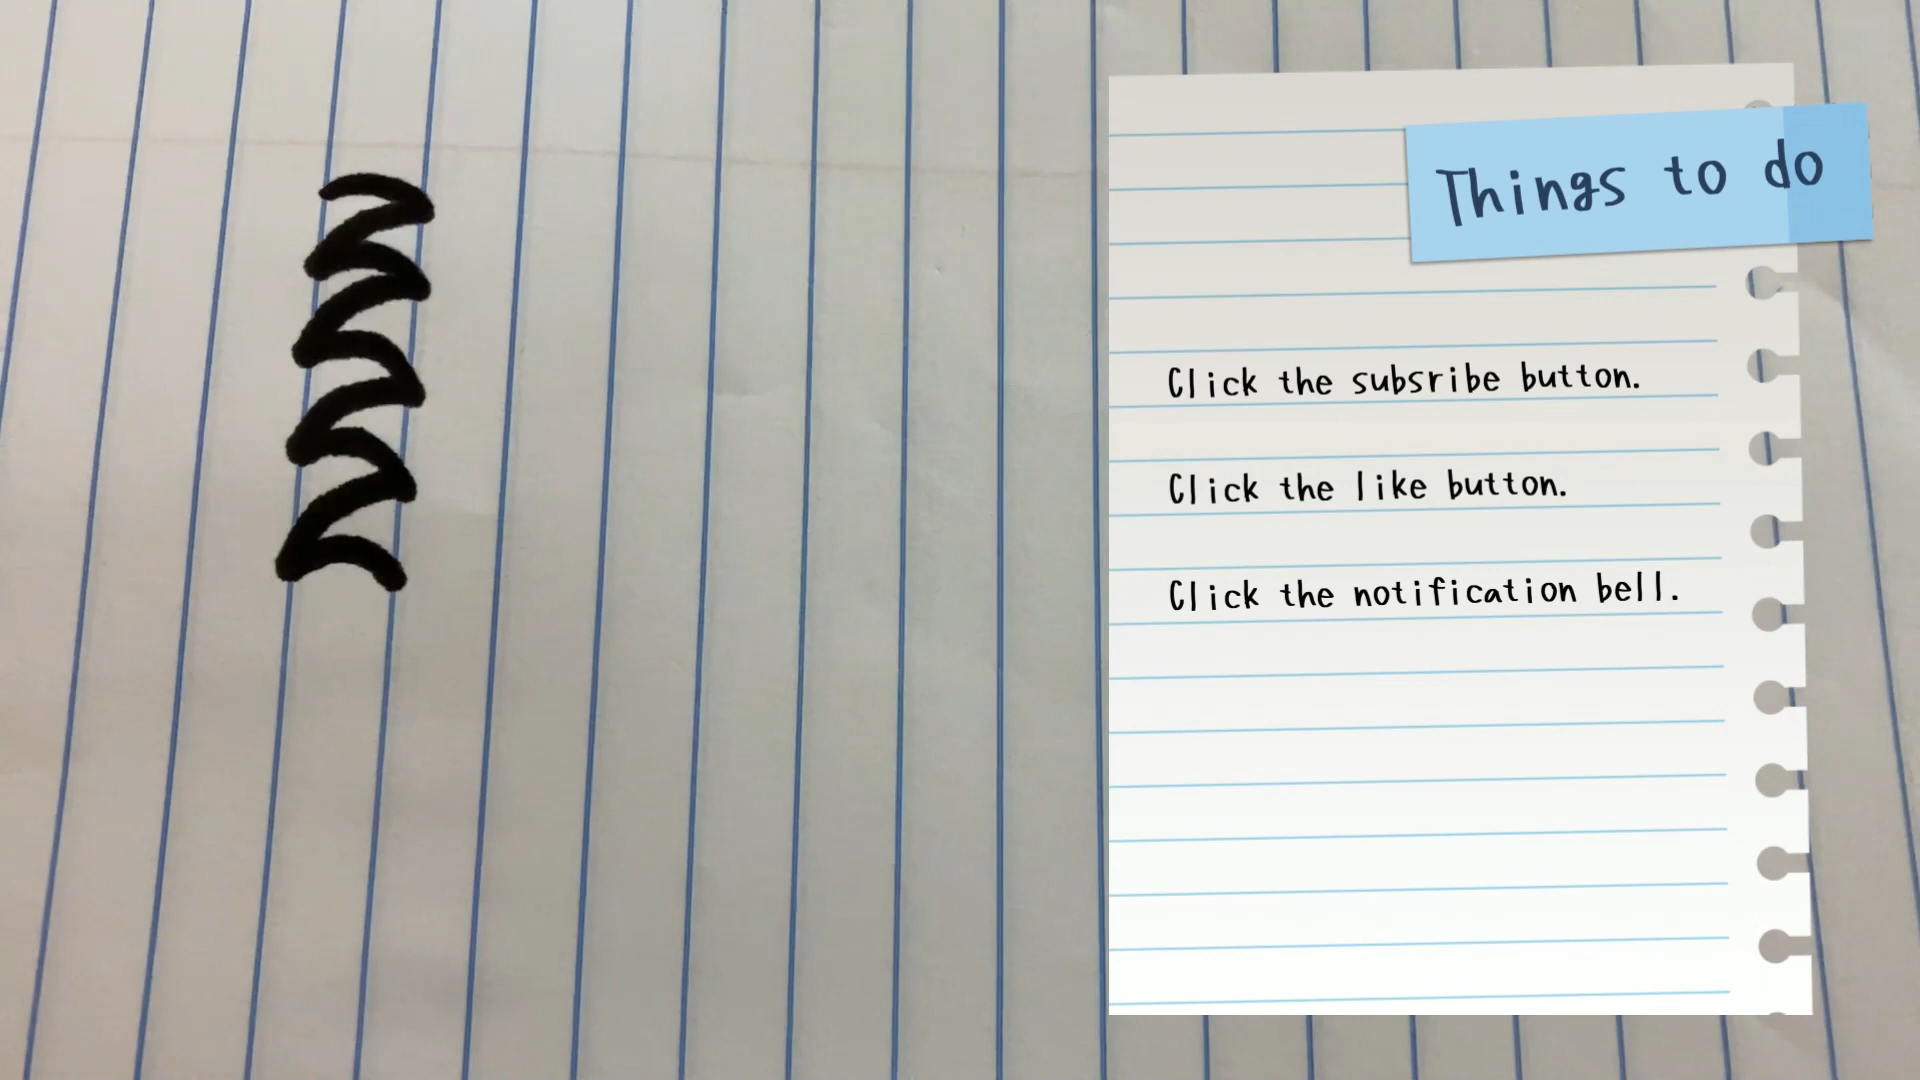 Things to do
Click the subsribe button.
Click the like button.
Click the notification bell.